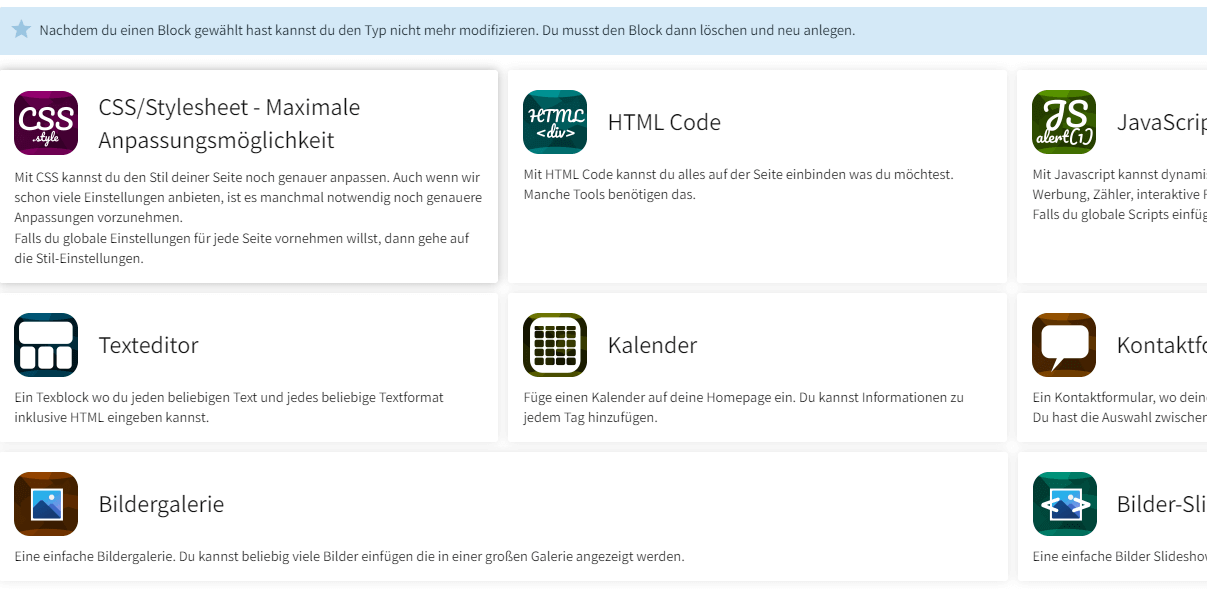 Nachdem du einen Block gewählt hast kannst du den Typ nicht mehr modifizieren. Du musst den Block dann löschen und neu anlegen.
CSS
.style
CSS/Stylesheet - Maximale
Anpassungsmöglichkeit
Mit CSS kannst du den Stil deiner Seite noch genauer anpassen. Auch wenn wir
schon viele Einstellungen anbieten, ist es manchmal notwendig noch genauere
Anpassungen vorzunehmen.
Falls du globale Einstellungen für jede Seite vornehmen willst, dann gehe auf
die Stil-Einstellungen.
HTML
<div>
HTML Code
Mit HTML Code kannst du alles auf der Seite einbinden was du möchtest.
Manche Tools benötigen das.
JS
alert(1)
JavaScrip
Mit Javascript kannst dynamis
Werbung, Zähler, interaktive
Falls du globale Scripts einfüg
Texteditor
Ein Texblock wo du jeden beliebigen Text und jedes beliebige Textformat
inklusive HTML eingeben kannst.
Kalender
Füge einen Kalender auf deine Homepage ein. Du kannst Informationen zu
jedem Tag hinzufügen.
Kontaktfo
Ein Kontaktformular, wo dein
Du hast die Auswahl zwischen
Bildergalerie
Eine einfache Bildergalerie. Du kannst beliebig viele Bilder einfügen die in einer großen Galerie angezeigt werden.
Bilder-Sli
Eine einfache Bilder Slideshow